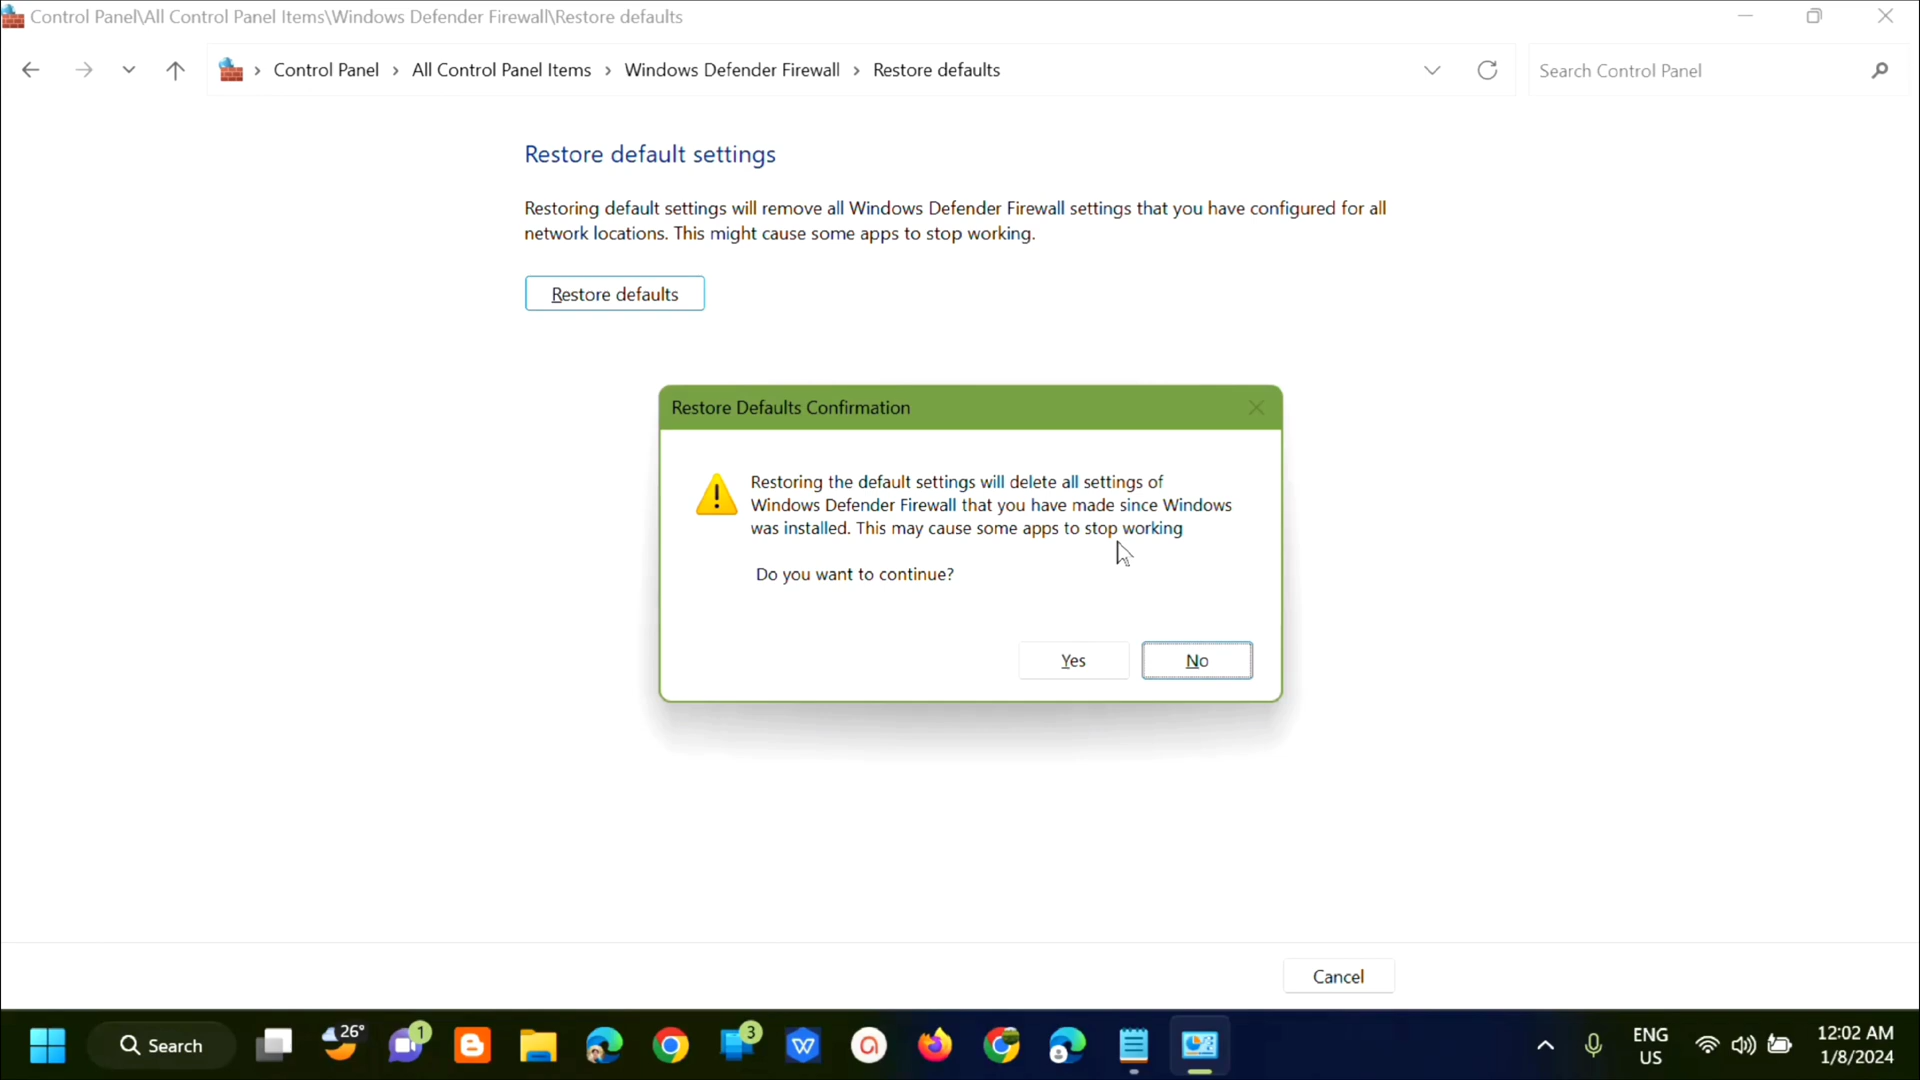 Control Panel\All Control Panel Items\Windows Defender Firewall\Restore defaults
Control Panel > All Control Panel Items > Windows Defender Firewall > Restore defaults
Search Control Panel
Restore default settings
Restoring default settings will remove all Windows Defender Firewall settings that you have configured for all
network locations. This might cause some apps to stop working.
Restore defaults
Restore Defaults Confirmation
Restoring the default settings will delete all settings of
Windows Defender Firewall that you have made since Windows
was installed. This may cause some apps to stop working
Do you want to continue?
Yes
No
Cancel
Search
26°
1
3
ENG
US
12:02 AM
1/8/2024